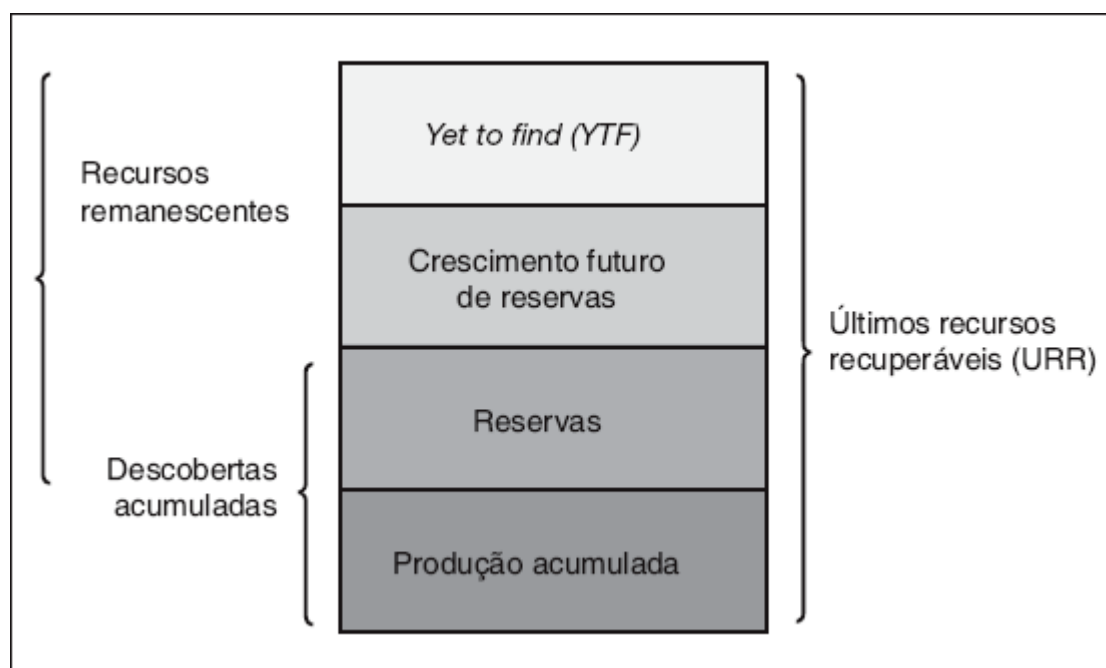 Yet to find (YTF)
Recursos
remanescentes
Crescimento futuro
de reservas
Últimos recursos
recuperáveis (URR)
Reservas
Descobertas
acumuladas
Produção acumulada